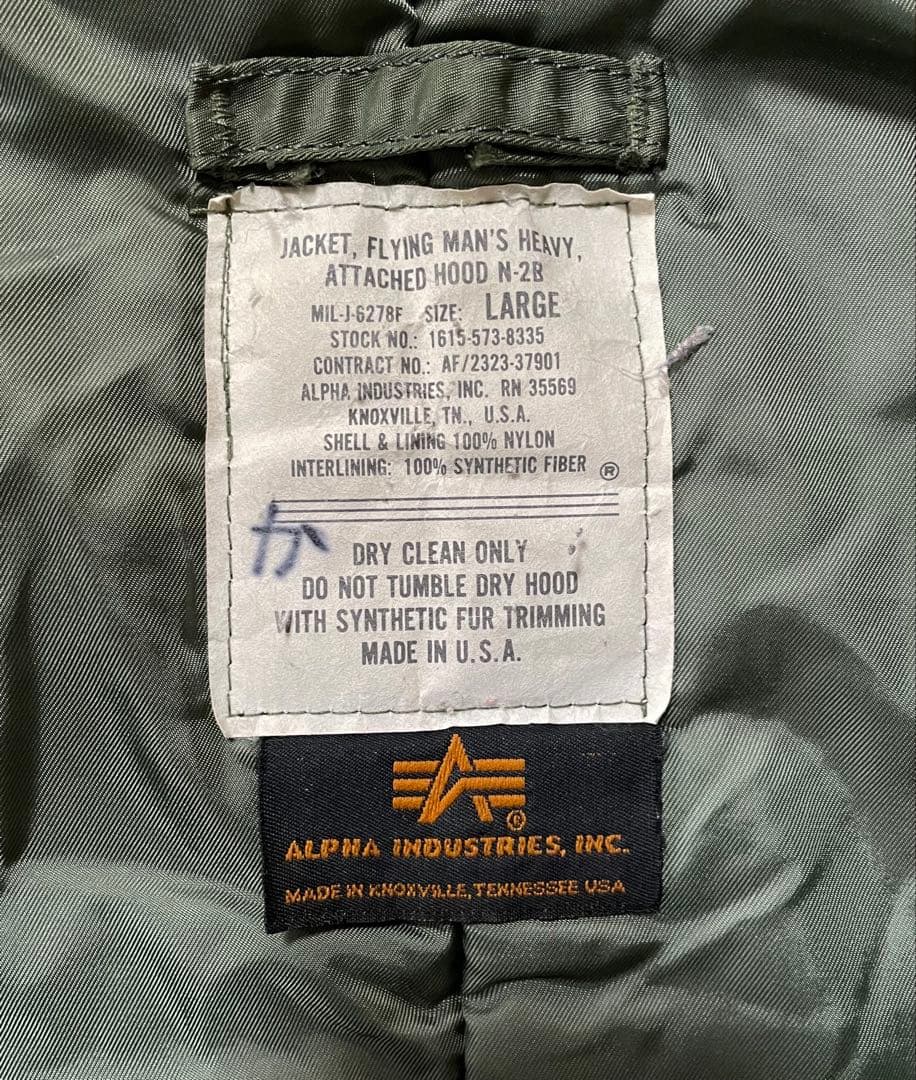 JACKET, FLYING MAN'S HEAVY,
ATTACHED HOOD N-2B
MIL-J-6278F SIZE: LARGE
STOCK NO.: 1615-573-8335
CONTRACT NO.: AF/2323-37901
ALPHA INDUSTRIES, INC. RN 35569
KNOXVILLE, TN., U.S.A.
SHELL & LINING 100% NYLON
INTERLINING: 100% SYNTHETIC FIBER ®
か
DRY CLEAN ONLY
DO NOT TUMBLE DRY HOOD
WITH SYNTHETIC FUR TRIMMING
MADE IN U.S.A.
®
ALPHA INDUSTRIES, INC.
MADE IN KNOXVILLE, TENNESSEE USA